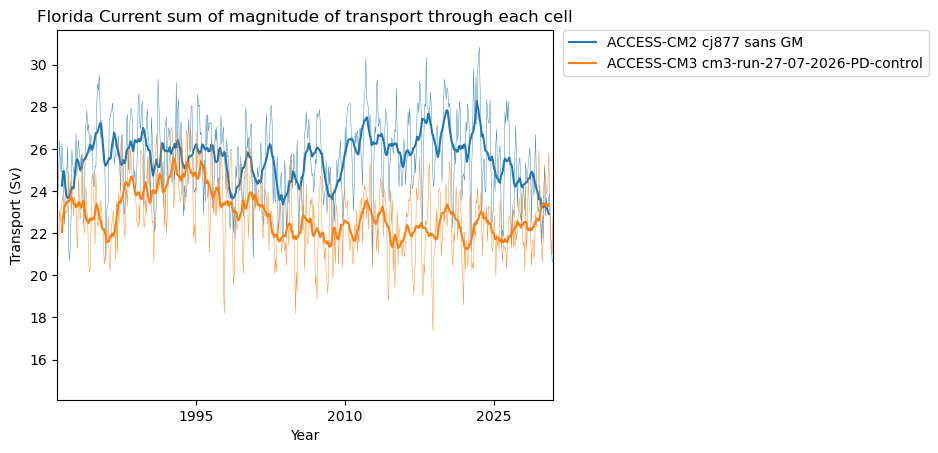 Florida Current sum of magnitude of transport through each cell
ACCESS-CM2 cj877 sans GM
ACCESS-CM3 cm3-run-27-07-2026-PD-control
Transport (Sv)
30
28
26
24
22
20
18
16
1995
2010
2025
Year